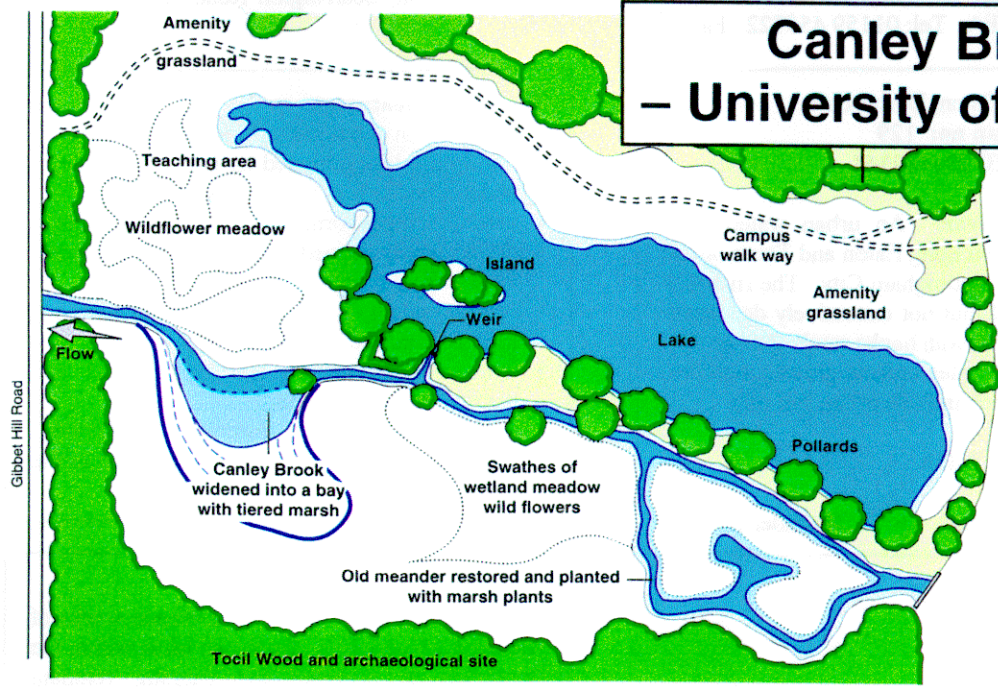 Canley B
– University of
Amenity
grassland
Teaching area
Wildflower meadow
Island
Weir
Campus
walk way
Amenity
grassland
Lake
Flow
Gibbet Hill Road
Canley Brook
widened into a bay
with tiered marsh
Swathes of
wetland meadow
wild flowers
Pollards
Old meander restored and planted
with marsh plants
Tocil Wood and archaeological site